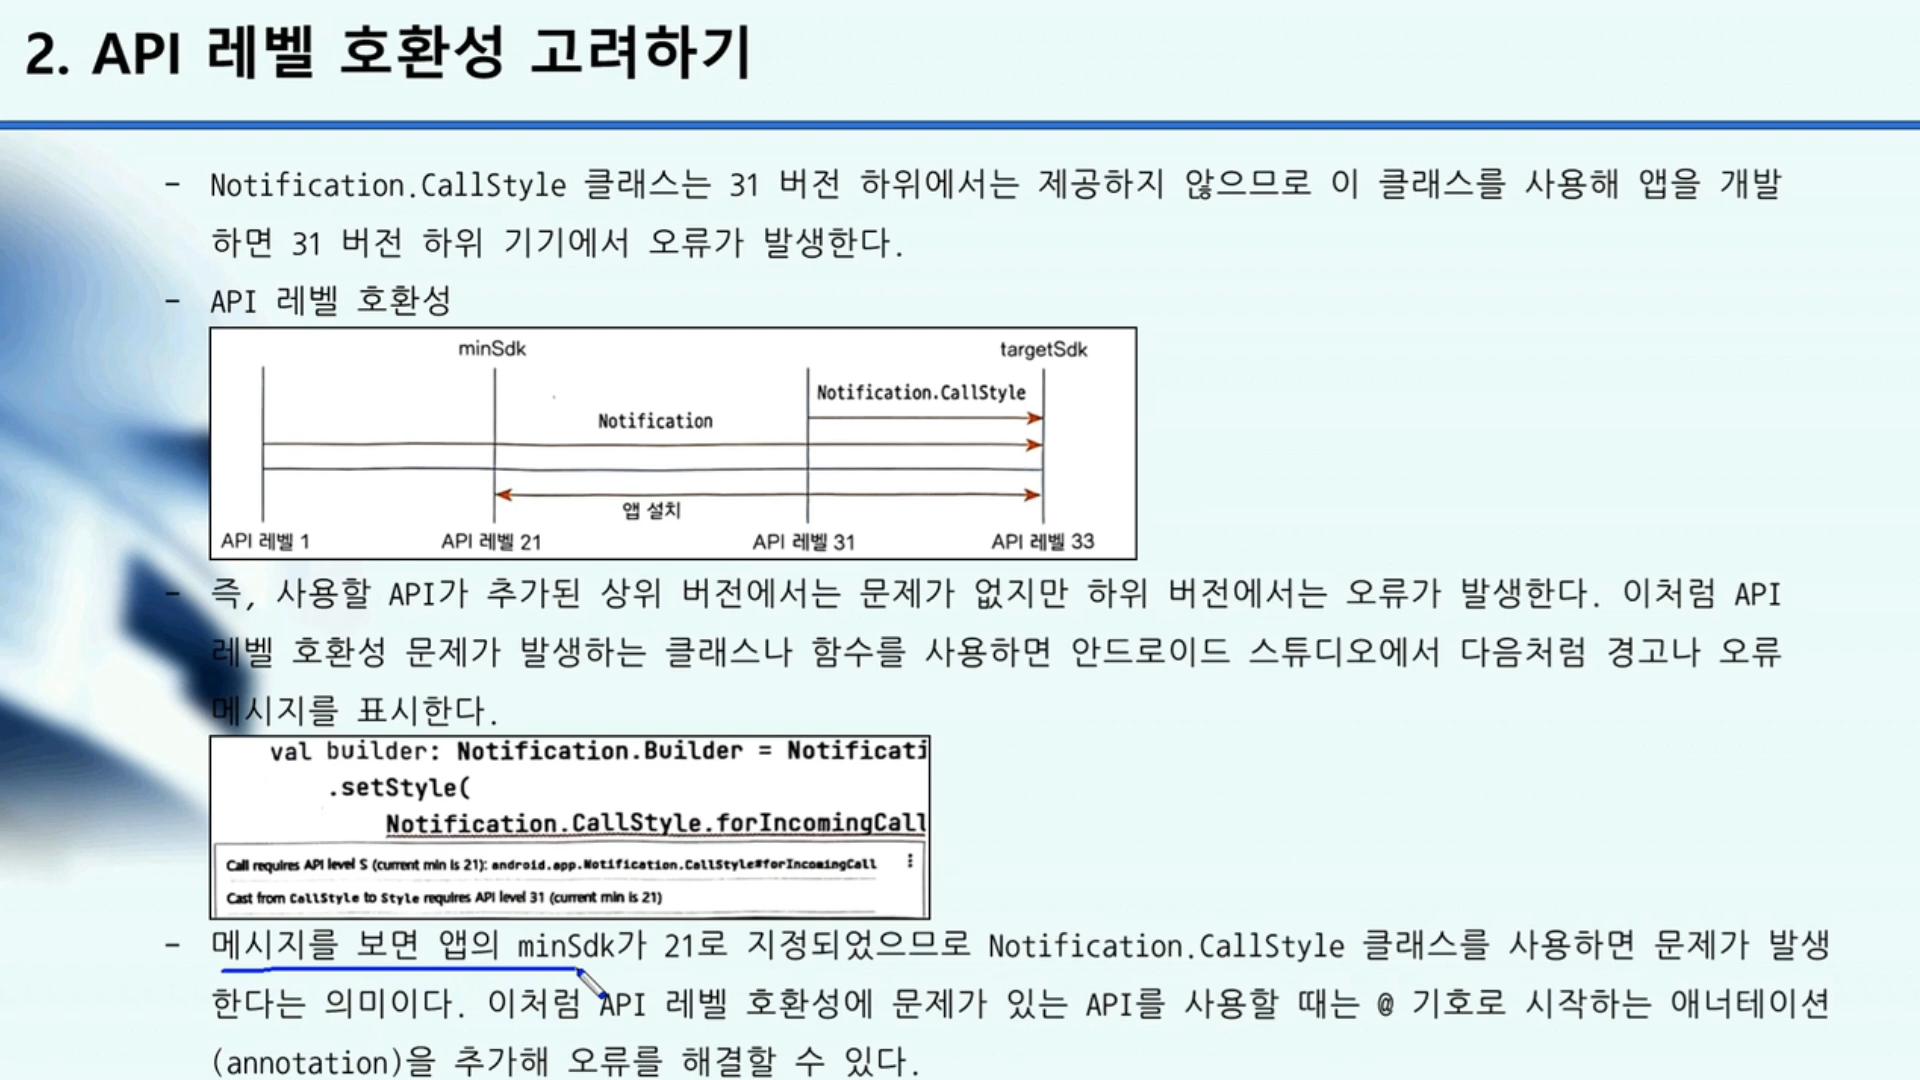 2. API 레벨 호환성 고려하기
- Notification.CallStyle 클래스는 31 버전 하위에서는 제공하지 않으므로 이 클래스를 사용해 앱을 개발
하면 31 버전 하위 기기에서 오류가 발생한다.
- API 레벨 호환성
minSdk
targetSdk
Notification.CallStyle
Notification
앱 설치
API 레벨 1
API 레벨 21
API 레벨 31
API 레벨 33
- 즉, 사용할 API가 추가된 상위 버전에서는 문제가 없지만 하위 버전에서는 오류가 발생한다. 이처럼 API
레벨 호환성 문제가 발생하는 클래스나 함수를 사용하면 안드로이드 스튜디오에서 다음처럼 경고나 오류
메시지를 표시한다.
val builder: Notification.Builder = Notificati
.setStyle(
Notification.CallStyle.forIncomingCall
Call requires API level S (current min is 21): android.app.Notification.CallStyle#forIncomingCall
Cast from CallStyle to Style requires API level 31 (current min is 21)
- 메시지를 보면 앱의 minSdk가 21로 지정되었으므로 Notification.CallStyle 클래스를 사용하면 문제가 발생
한다는 의미이다. 이처럼 API 레벨 호환성에 문제가 있는 API를 사용할 때는 @ 기호로 시작하는 애너테이션
(annotation)을 추가해 오류를 해결할 수 있다.